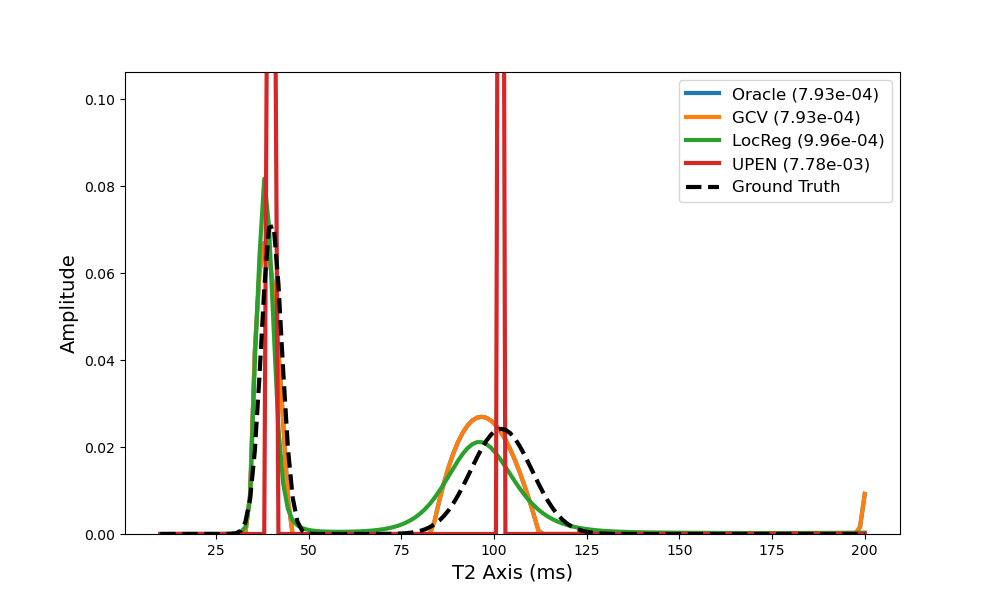 Oracle (7.93e-04)
GCV (7.93e-04)
LocReg (9.96e-04)
UPEN (7.78e-03)
Ground Truth
Amplitude
0.10
0.08
0.06
0.04
0.02
0.00
25 50 75 100 125 150 175 200
T2 Axis (ms)